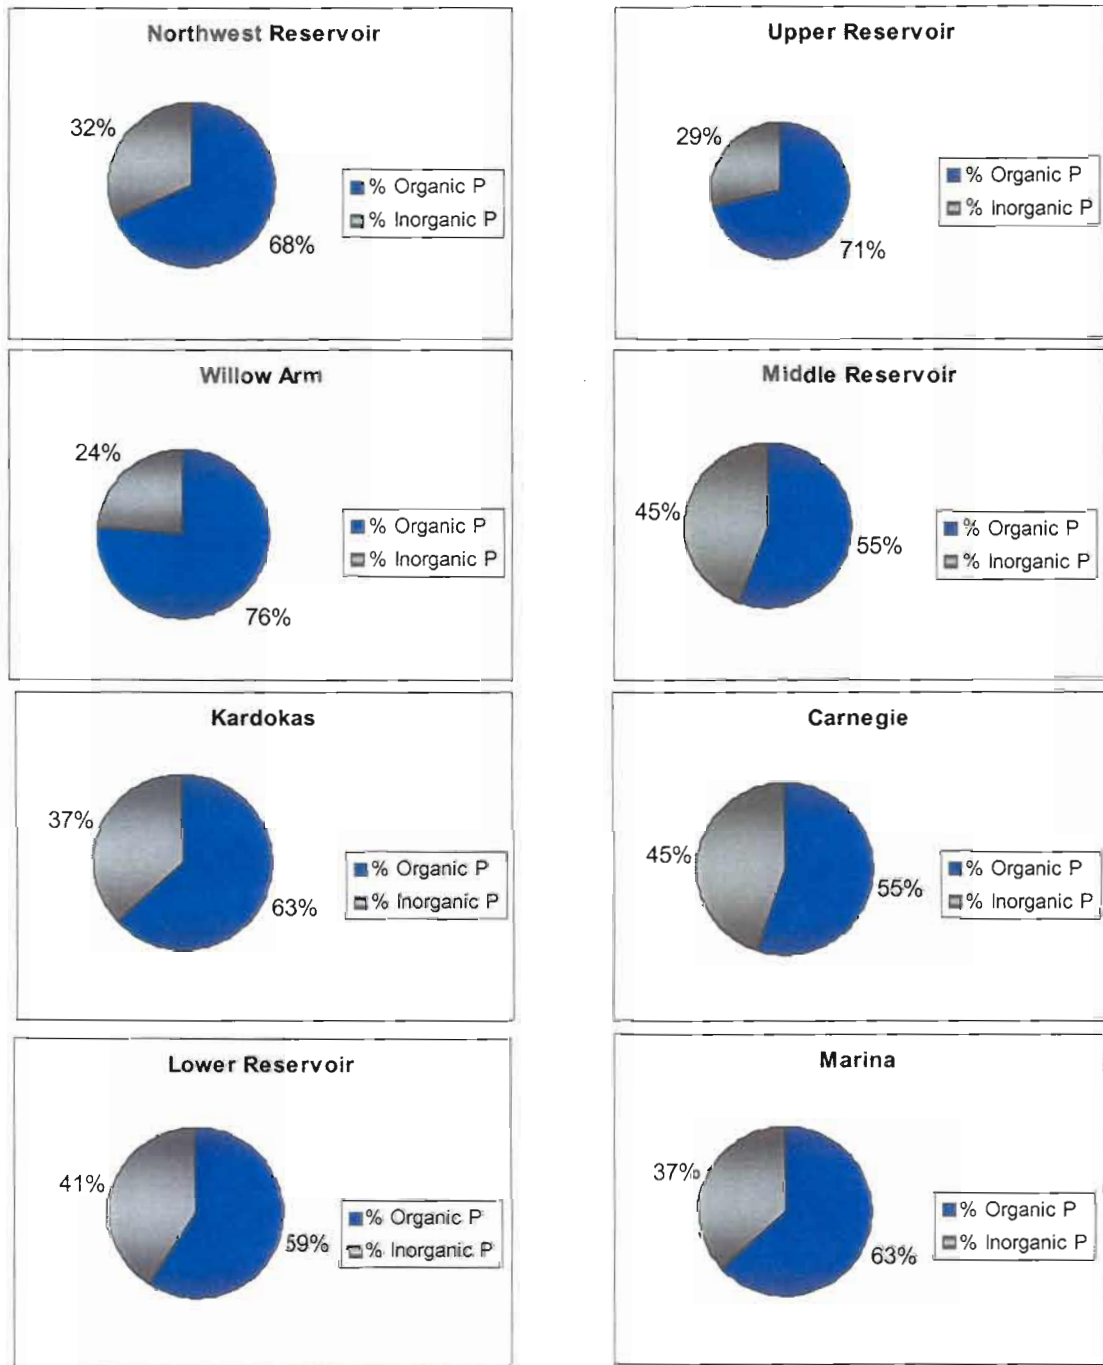 Northwest Reservoir
32%
68%
% Organic P
% Inorganic P
Upper Reservoir
29%
71%
% Organic P
% Inorganic P
Willow Arm
24%
76%
% Organic P
% Inorganic P
Middle Reservoir
45%
55%
% Organic P
% Inorganic P
Kardokas
37%
63%
% Organic P
% Inorganic P
Carnegie
45%
55%
% Organic P
% Inorganic P
Lower Reservoir
41%
59%
% Organic P
% Inorganic P
Marina
37%
63%
% Organic P
% Inorganic P